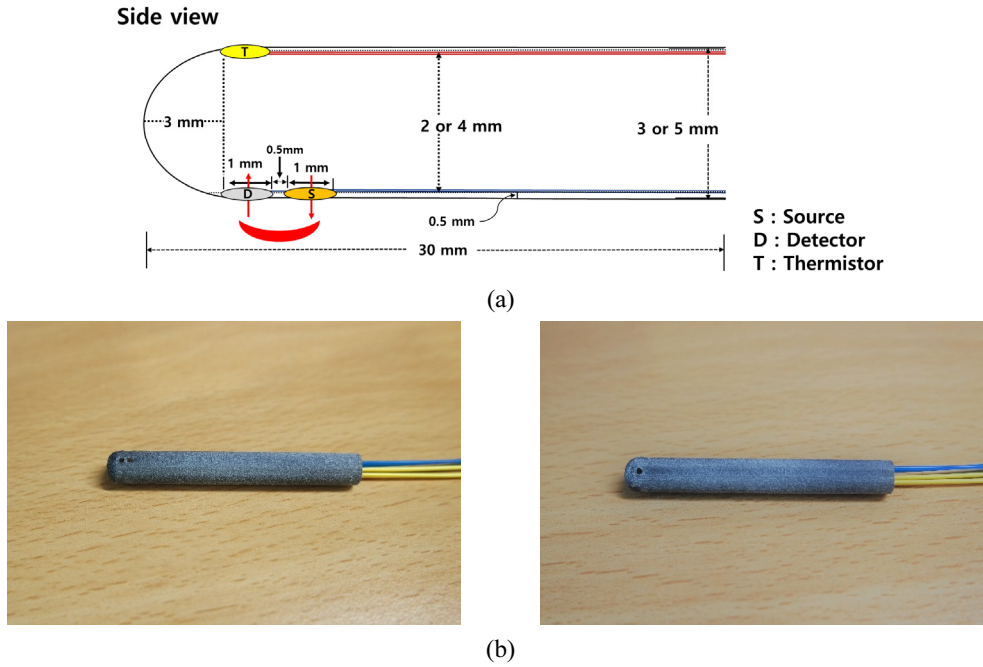 Side view
T
3 mm
2 or 4 mm
3 or 5 mm
0.5mm
1 mm
1 mm
D
S
0.5 mm
30 mm
S : Source
D : Detector
T : Thermistor
(a)
(b)